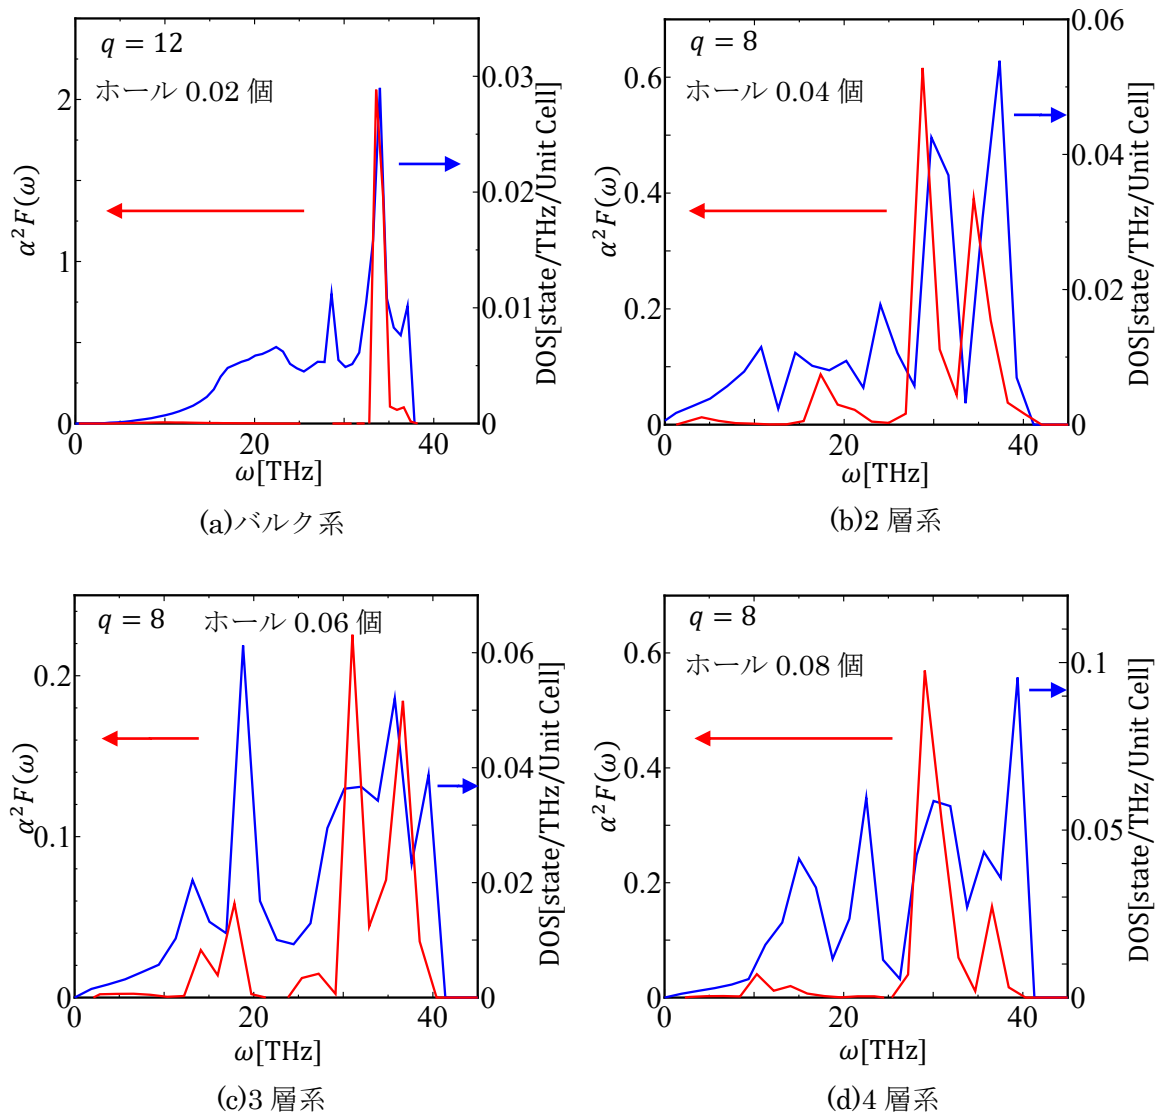 q = 12
ホール 0.02 個
2
1
0
α²F(ω)
0.03
0.02
0.01
0
DOS[state/THz/Unit Cell]
0
20
40
ω[THz]
(a)バルク系
q = 8
ホール 0.04 個
0.6
0.4
0.2
0
α²F(ω)
0.06
0.04
0.02
0
DOS[state/THz/Unit Cell]
0
20
40
ω[THz]
(b)2 層系
q = 8 ホール 0.06 個
0.2
0.1
0
α²F(ω)
0.06
0.04
0.02
0
DOS[state/THz/Unit Cell]
0
20
40
ω[THz]
(c)3 層系
q = 8
ホール 0.08 個
0.6
0.4
0.2
0
α²F(ω)
0.1
0.05
0
DOS[state/THz/Unit Cell]
0
20
40
ω[THz]
(d)4 層系